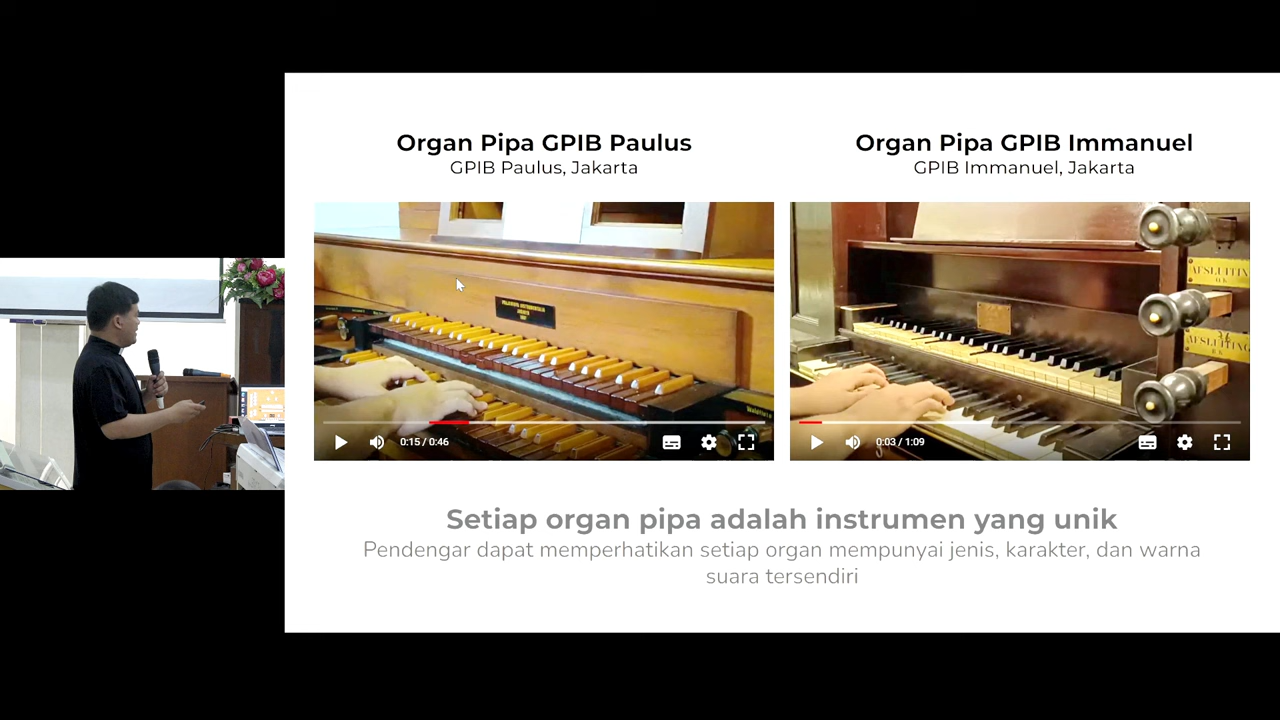 Organ Pipa GPIB Paulus
GPIB Paulus, Jakarta
Organ Pipa GPIB Immanuel
GPIB Immanuel, Jakarta
AFSLUITING
AFSLUITING
0:15 / 0:46
0:03 / 1:09
Setiap organ pipa adalah instrumen yang unik
Pendengar dapat memperhatikan setiap organ mempunyai jenis, karakter, dan warna
suara tersendiri